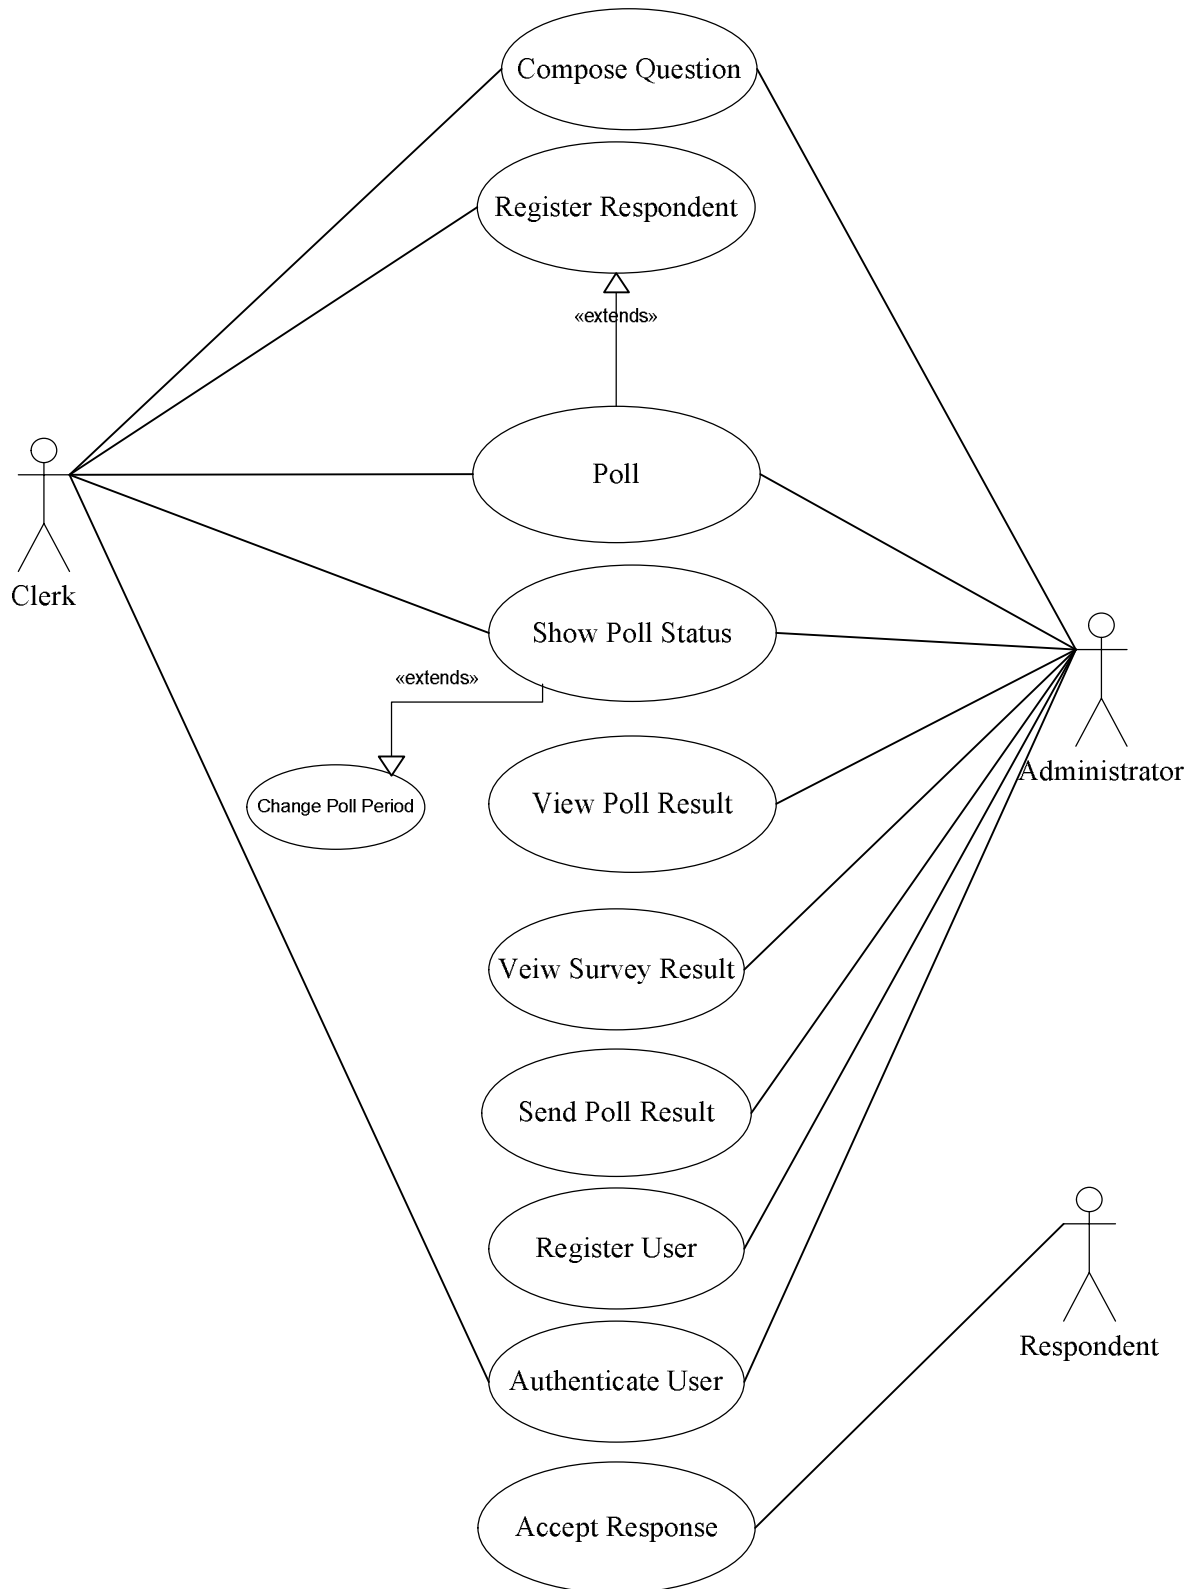 Compose Question
Register Respondent
«extends»
Poll
Clerk
Show Poll Status
«extends»
Administrator
Change Poll Period
View Poll Result
Veiw Survey Result
Send Poll Result
Register User
Respondent
Authenticate User
Accept Response